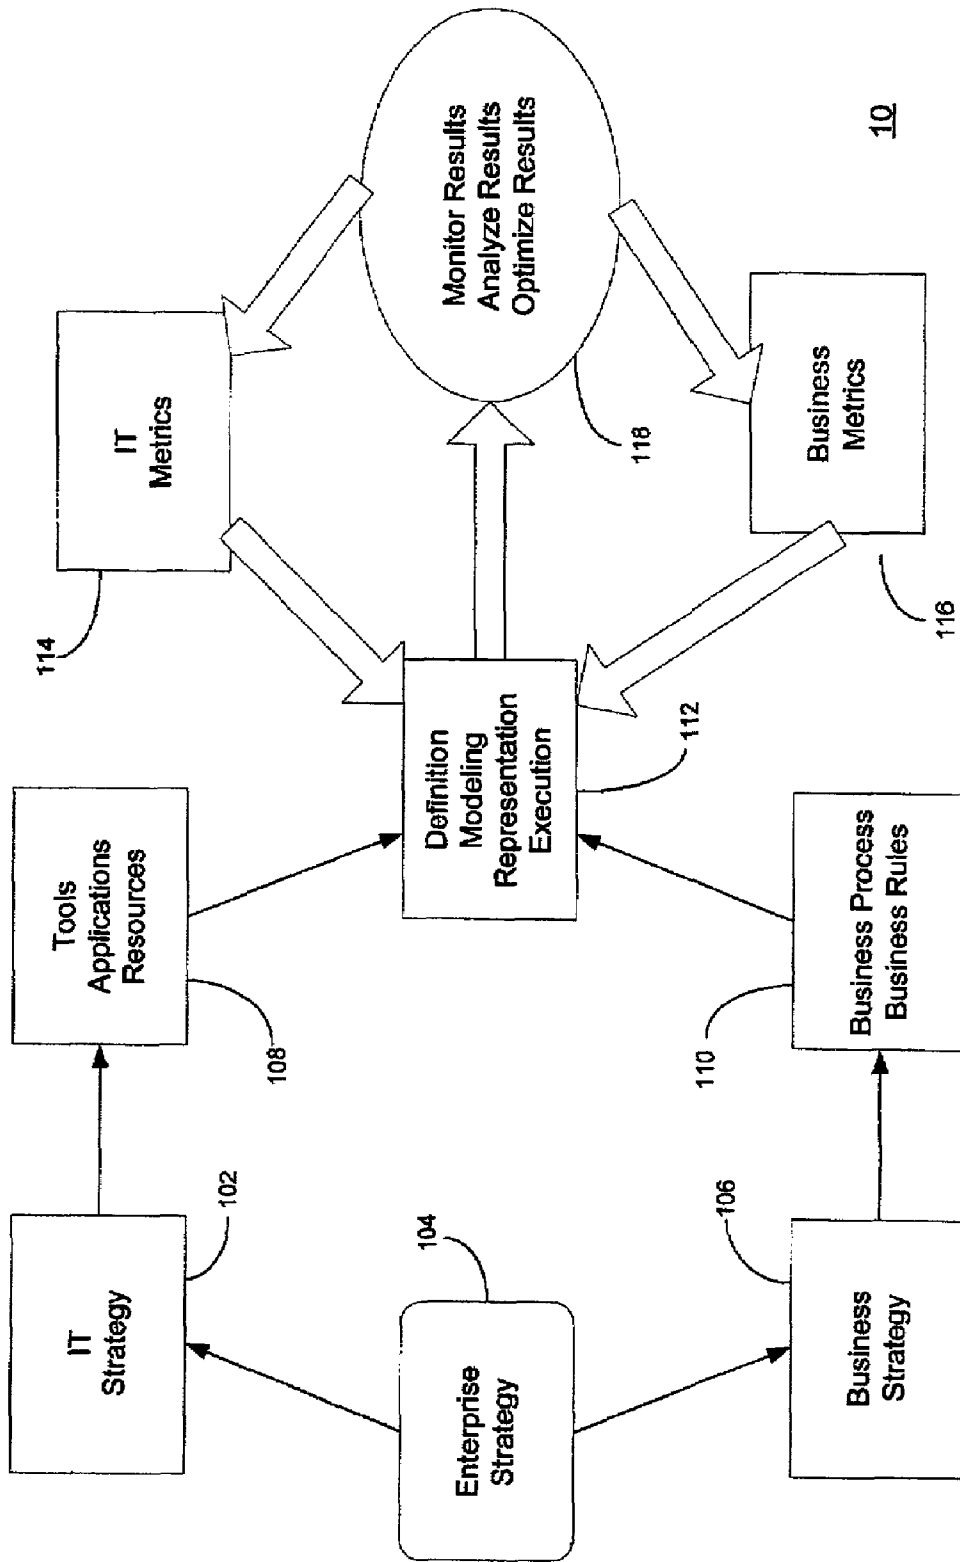 IT
Strategy
102
Tools
Applications
Resources
108
IT
Metrics
114
Enterprise
Strategy
104
Definition
Modeling
Representation
Execution
112
Monitor Results
Analyze Results
Optimize Results
118
Business
Strategy
106
Business Process
Business Rules
110
Business
Metrics
116
10